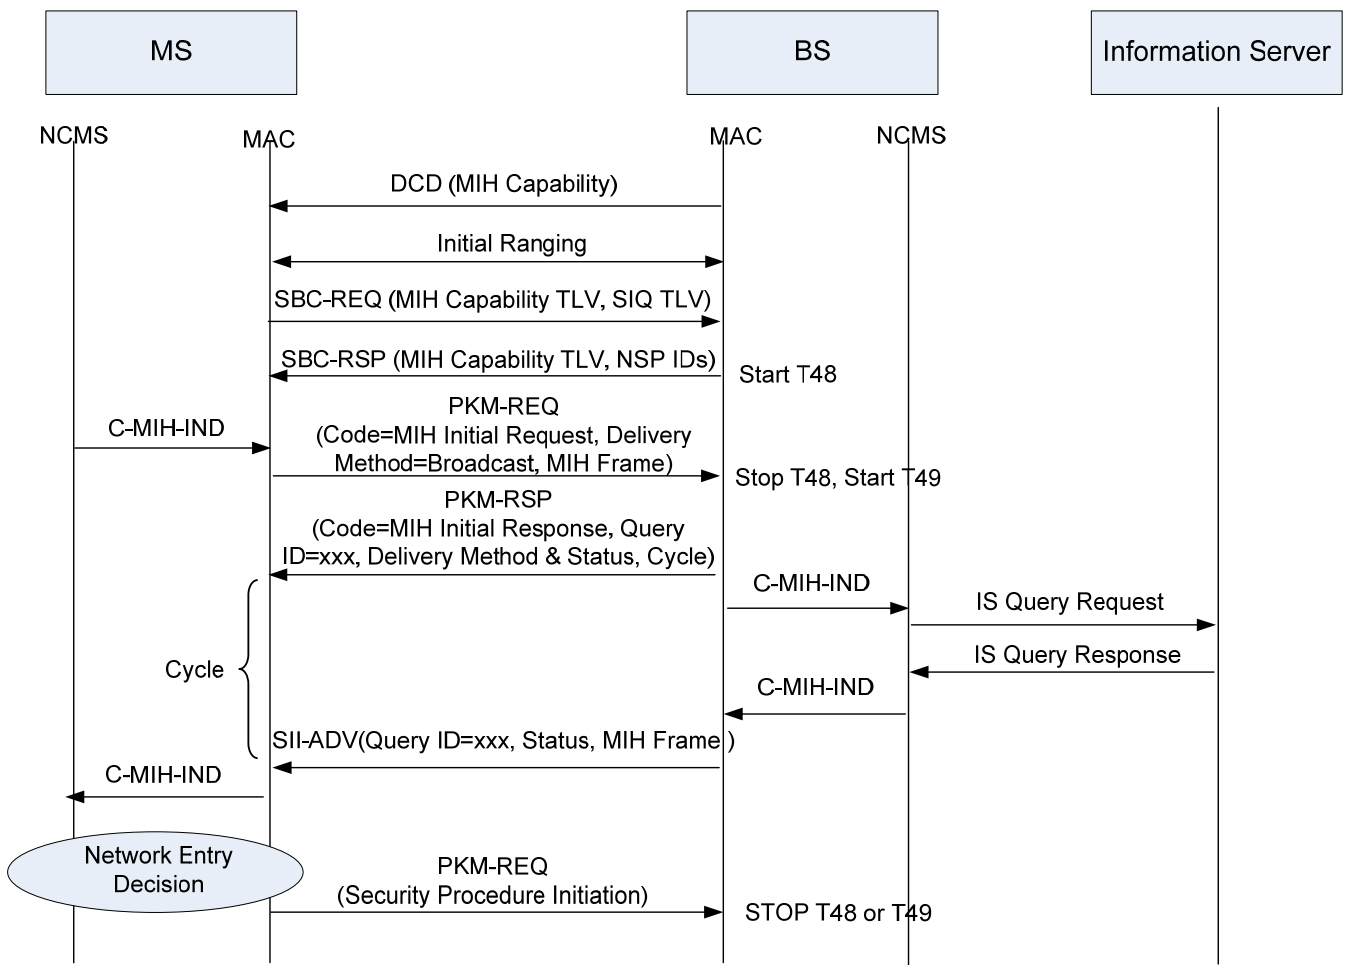 MS
BS
Information Server
NCMS
MAC
MAC
NCMS
DCD (MIH Capability)
Initial Ranging
SBC-REQ (MIH Capability TLV, SIQ TLV)
SBC-RSP (MIH Capability TLV, NSP IDs)
Start T48
C-MIH-IND
PKM-REQ
(Code=MIH Initial Request, Delivery
Method=Broadcast, MIH Frame)
Stop T48, Start T49
PKM-RSP
(Code=MIH Initial Response, Query
ID=xxx, Delivery Method & Status, Cycle)
C-MIH-IND
IS Query Request
IS Query Response
Cycle
C-MIH-IND
SII-ADV(Query ID=xxx, Status, MIH Frame )
C-MIH-IND
Network Entry
Decision
PKM-REQ
(Security Procedure Initiation)
STOP T48 or T49